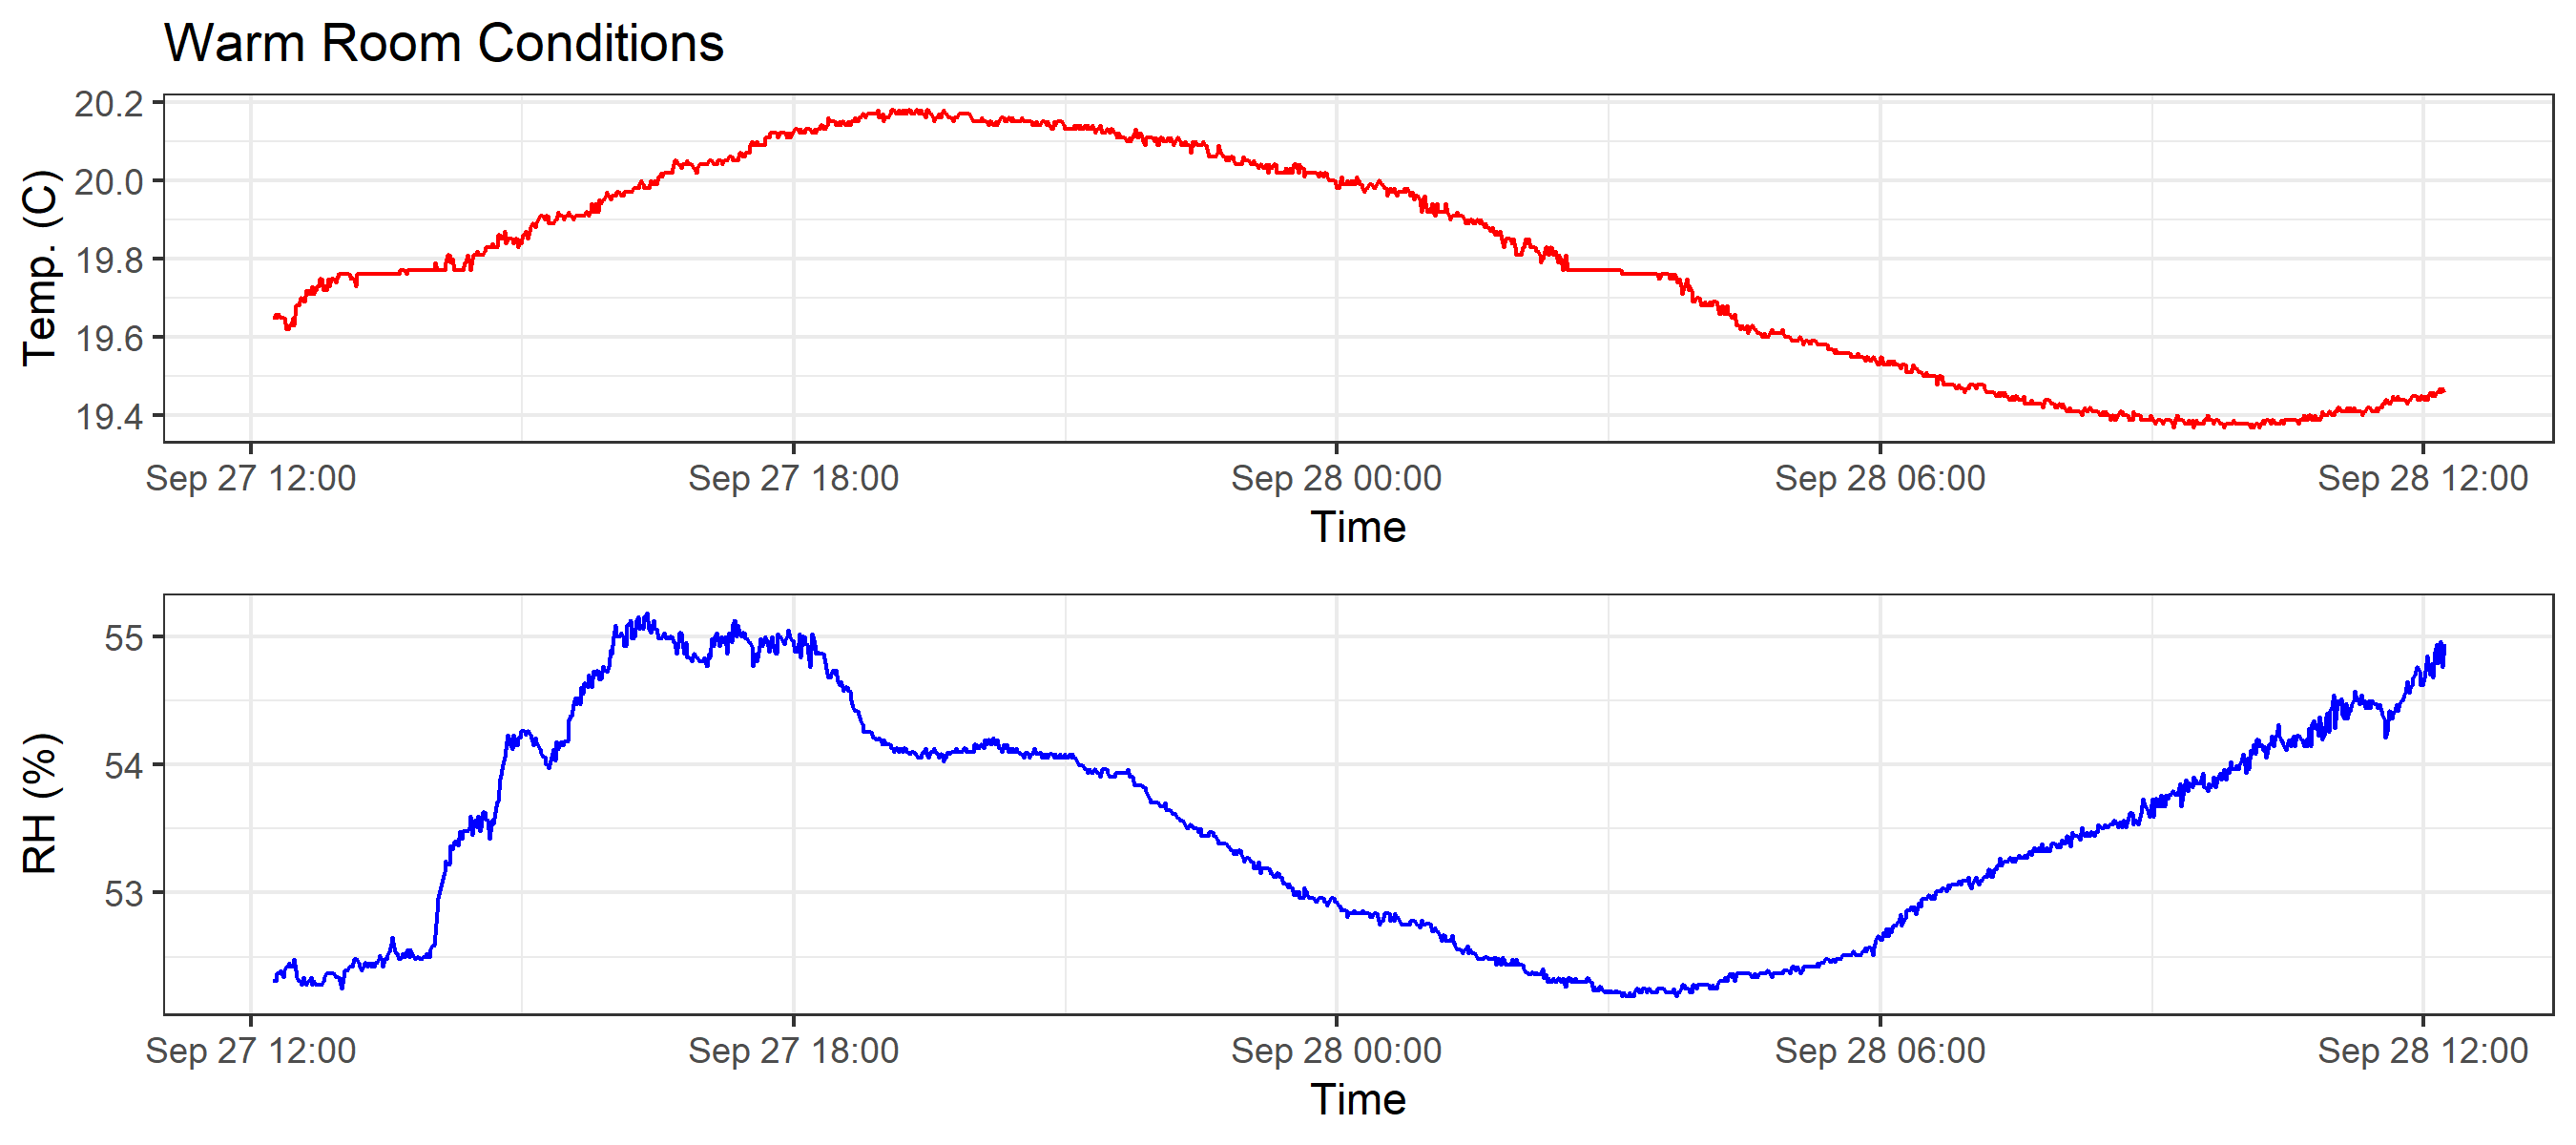 Warm Room Conditions
Temp. (C)
20.2
20.0
19.8
19.6
19.4
Sep 27 12:00 Sep 27 18:00 Sep 28 00:00 Sep 28 06:00 Sep 28 12:00
Time
RH (%)
55
54
53
Sep 27 12:00 Sep 27 18:00 Sep 28 00:00 Sep 28 06:00 Sep 28 12:00
Time